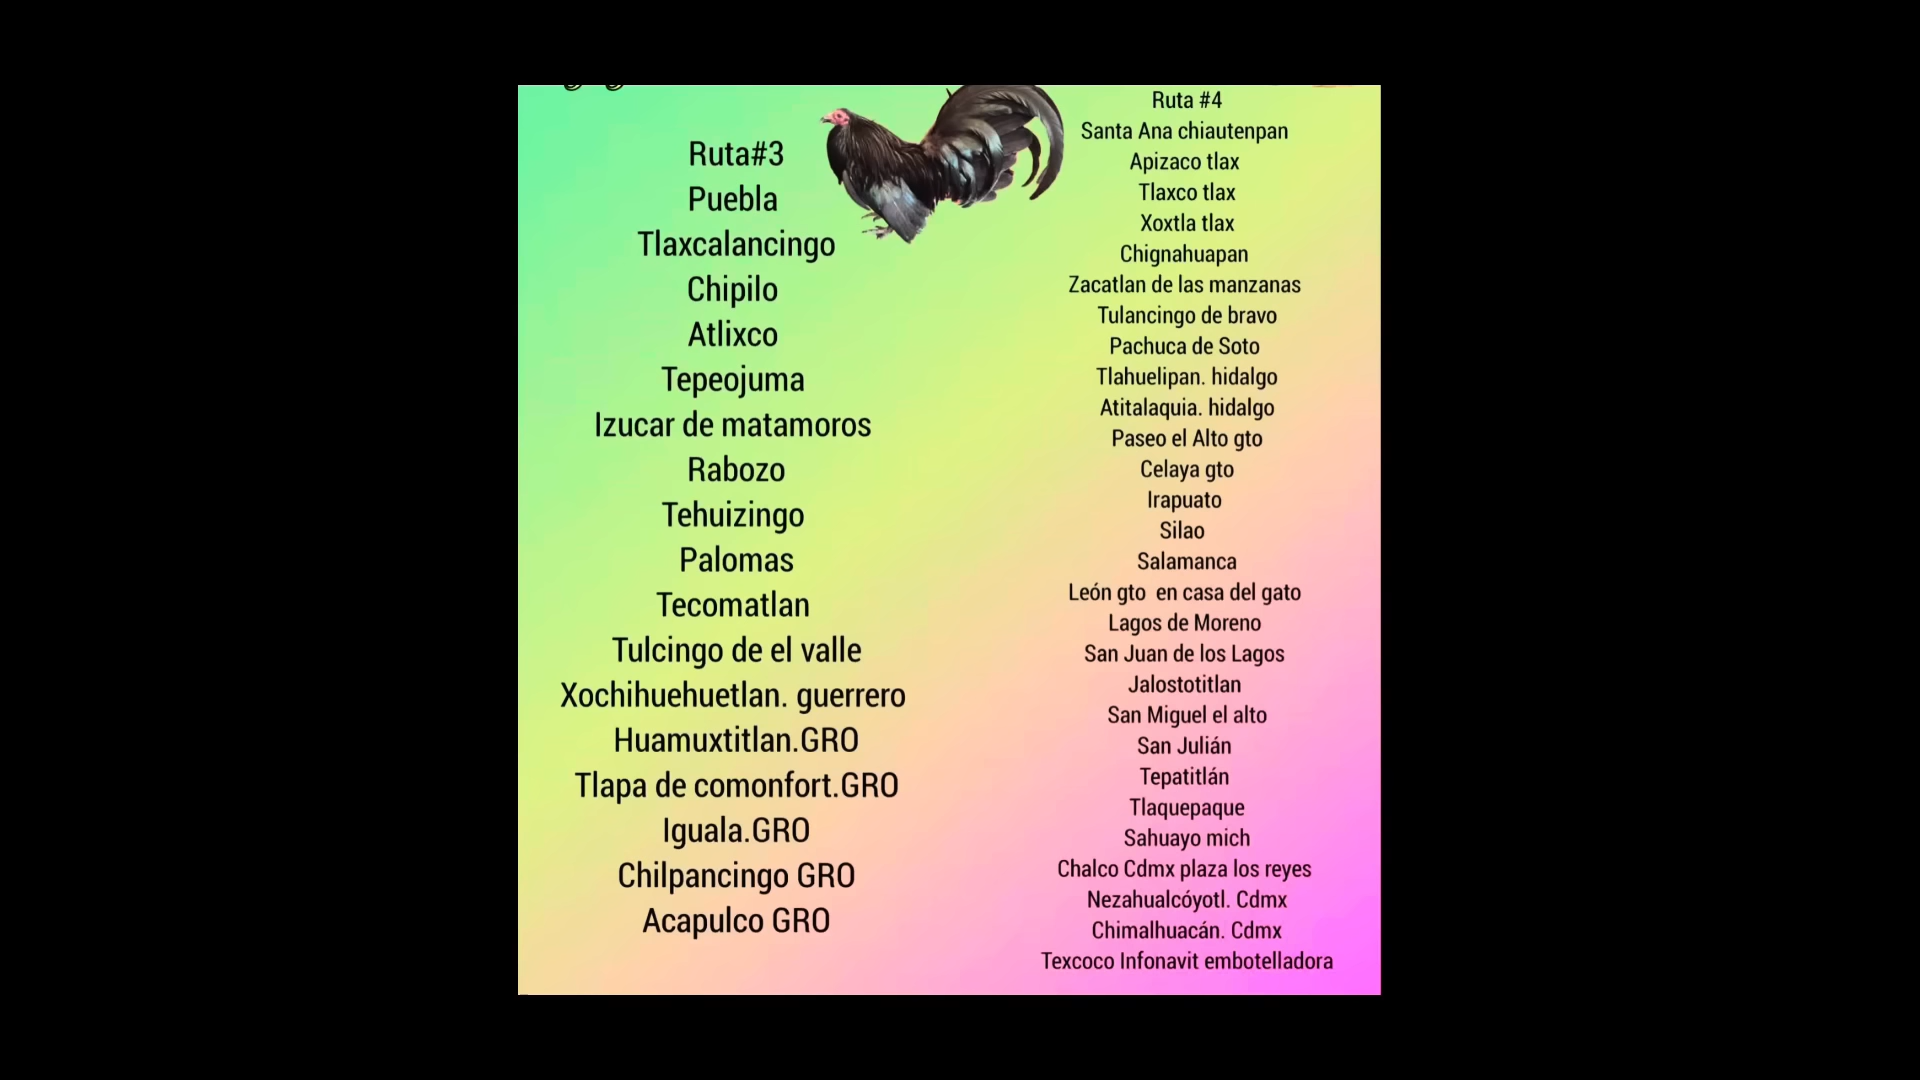 Ruta#3
Puebla
Tlaxcalancingo
Chipilo
Atlixco
Tepeojuma
Izucar de matamoros
Rabozo
Tehuizingo
Palomas
Tecomatlan
Tulcingo de el valle
Xochihuehuetlan. guerrero
Huamuxtitlan.GRO
Tlapa de comonfort.GRO
Iguala.GRO
Chilpancingo GRO
Acapulco GRO
Ruta #4
Santa Ana chiautenpan
Apizaco tlax
Tlaxco tlax
Xoxtla tlax
Chignahuapan
Zacatlan de las manzanas
Tulancingo de bravo
Pachuca de Soto
Tlahuelipan. hidalgo
Atitalaquia. hidalgo
Paseo el Alto gto
Celaya gto
Irapuato
Silao
Salamanca
León gto  en casa del gato
Lagos de Moreno
San Juan de los Lagos
Jalostotitlan
San Miguel el alto
San Julián
Tepatitlán
Tlaquepaque
Sahuayo mich
Chalco Cdmx plaza los reyes
Nezahualcóyotl. Cdmx
Chimalhuacán. Cdmx
Texcoco Infonavit embotelladora